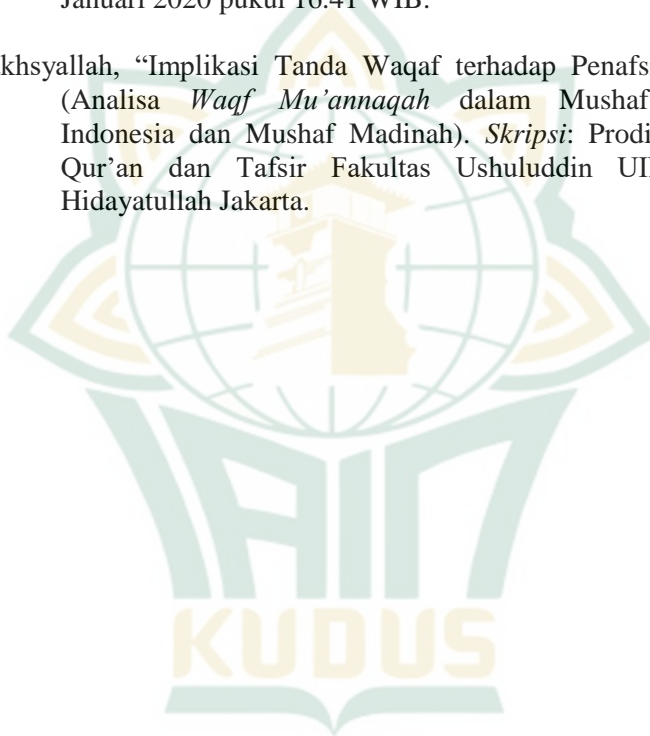 Januari 2020 pukul 16.41 WIB.
khsyallah, “Implikasi Tanda Waqaf terhadap Penafs
(Analisa Waqf Mu’annaqah dalam Mushaf
Indonesia dan Mushaf Madinah). Skripsi: Prodi
Qur’an dan Tafsir Fakultas Ushuluddin UI
Hidayatullah Jakarta.
IAIN
KUDUS